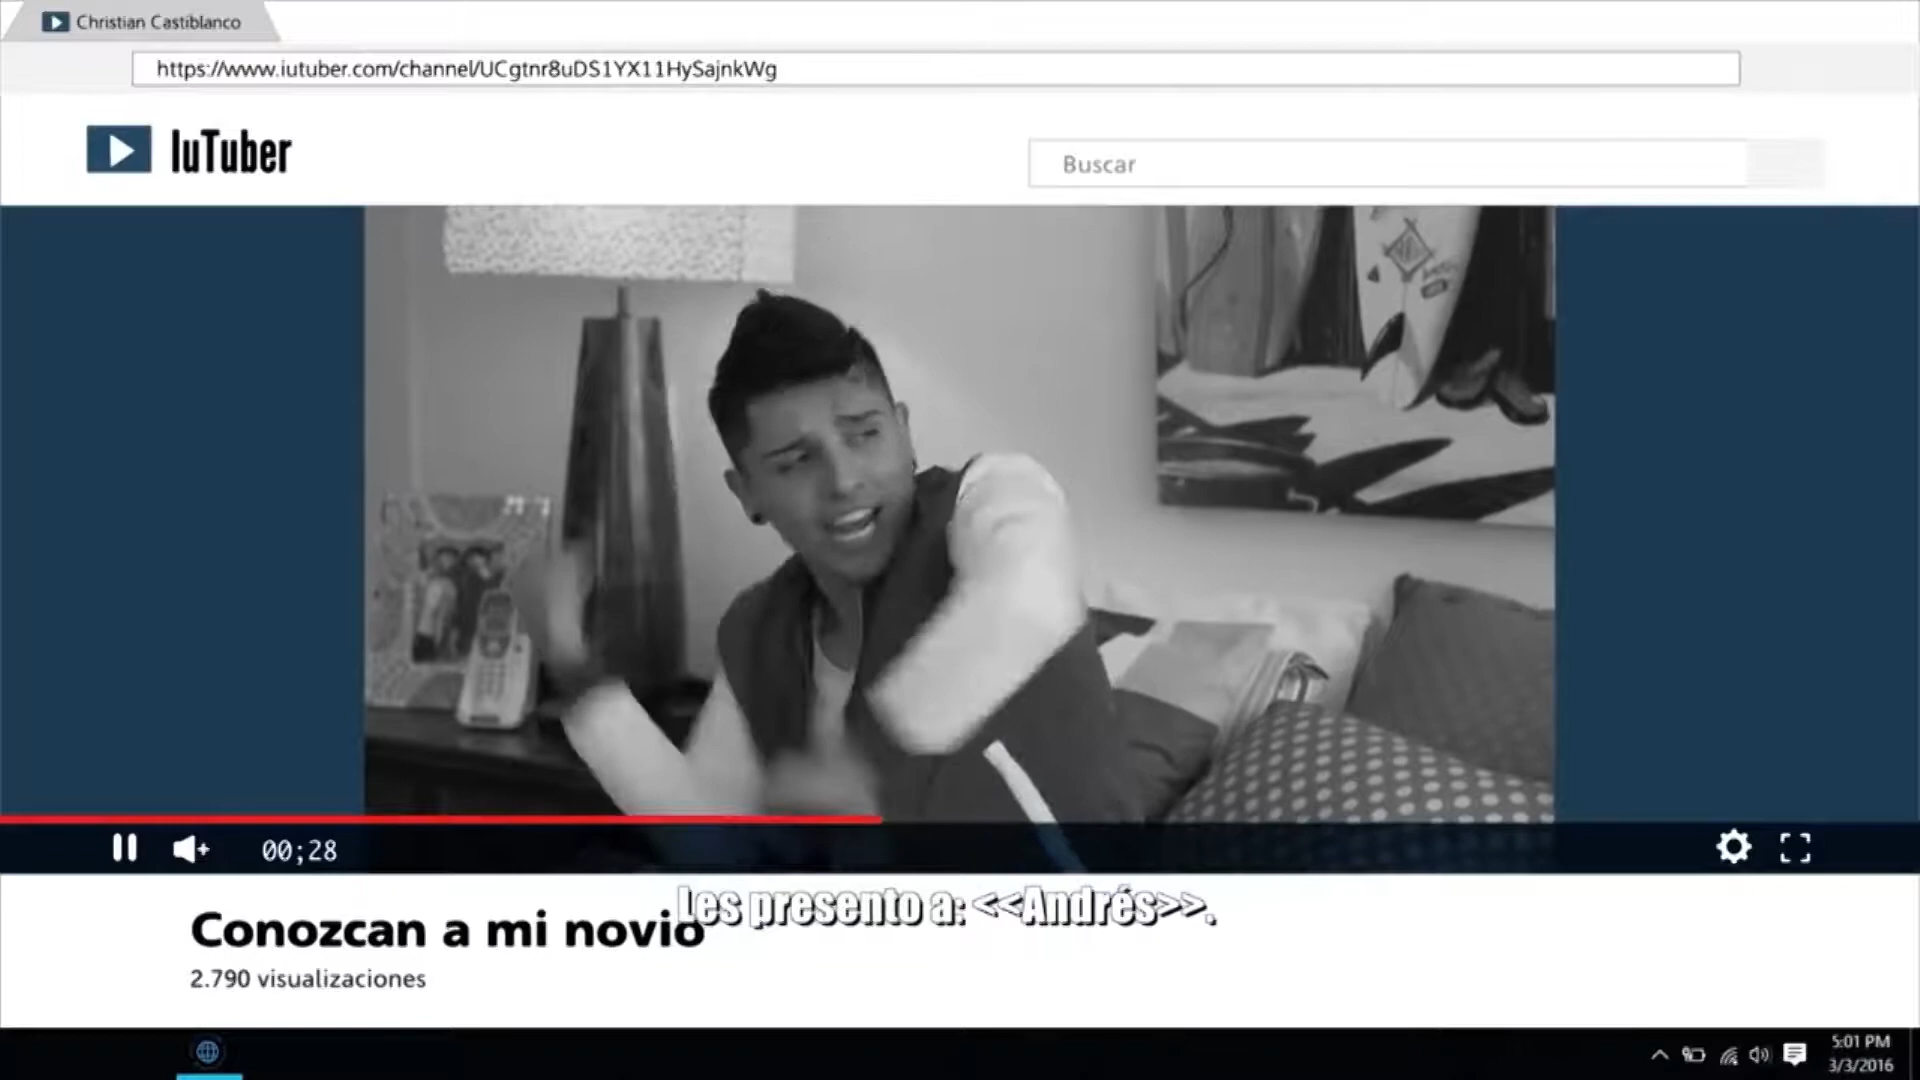 Christian Castiblanco
https://www.iutuber.com/channel/UCgtnr8uDS1YX11HySajnkWg
IuTuber
Buscar
00;28
Les presento a: <<Andrés>>.
Conozcan a mi novio
2.790 visualizaciones
5:01 PM
3/3/2016